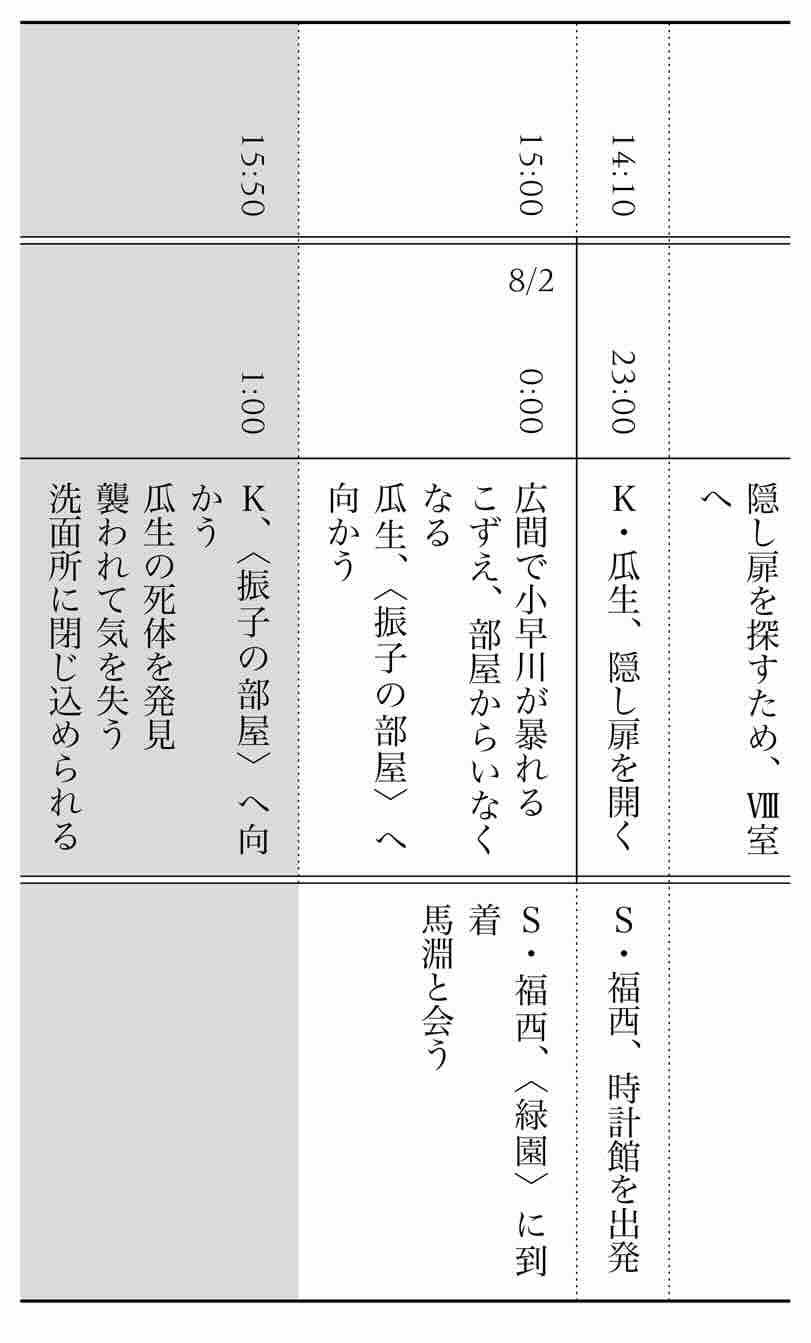 隠し扉を探すため、Ⅷ室
へ
14:10
23:00
K・瓜生、隠し扉を開く
S・福西、時計館を出発
15:00
8/2
0:00
広間で小早川が暴れる
こずえ、部屋からいなく
なる
瓜生、〈振子の部屋〉へ
向かう
S・福西、〈緑園〉に到
着
馬淵と会う
15:50
1:00
K、〈振子の部屋〉へ向
かう
瓜生の死体を発見
襲われて気を失う
洗面所に閉じ込められる